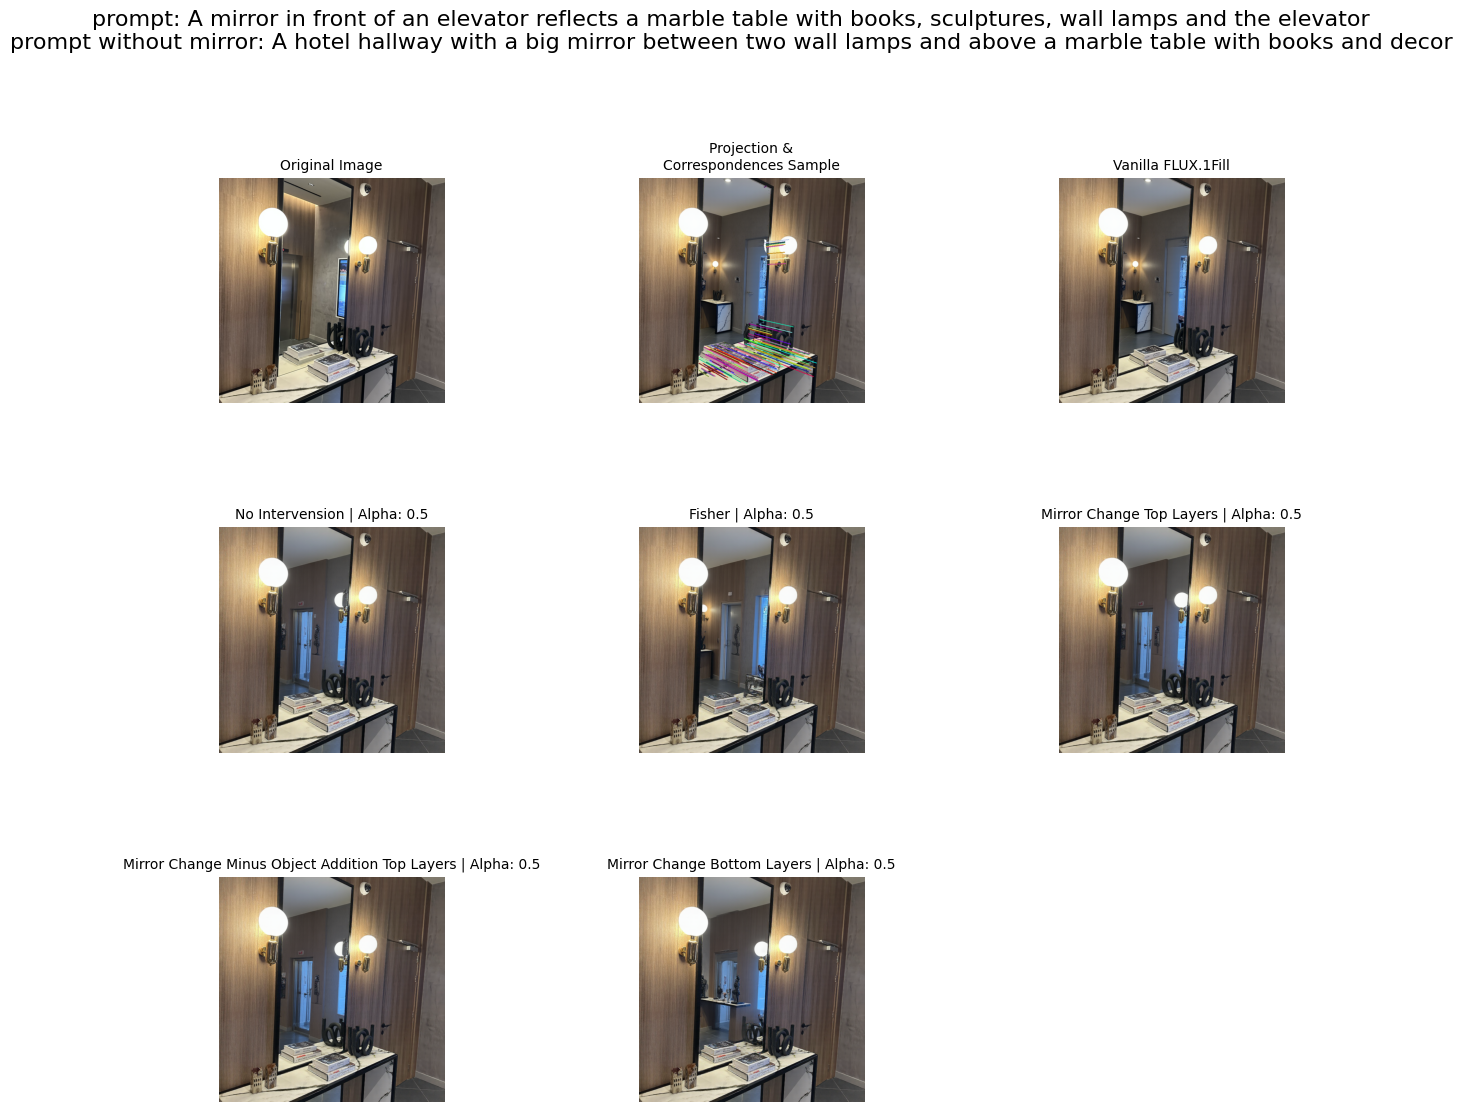 prompt: A mirror in front of an elevator reflects a marble table with books, sculptures, wall lamps and the elevator
prompt without mirror: A hotel hallway with a big mirror between two wall lamps and above a marble table with books and decor
Original Image
Projection &
Correspondences Sample
Vanilla FLUX.1Fill
No Intervension | Alpha: 0.5
Fisher | Alpha: 0.5
Mirror Change Top Layers | Alpha: 0.5
Mirror Change Minus Object Addition Top Layers | Alpha: 0.5
Mirror Change Bottom Layers | Alpha: 0.5